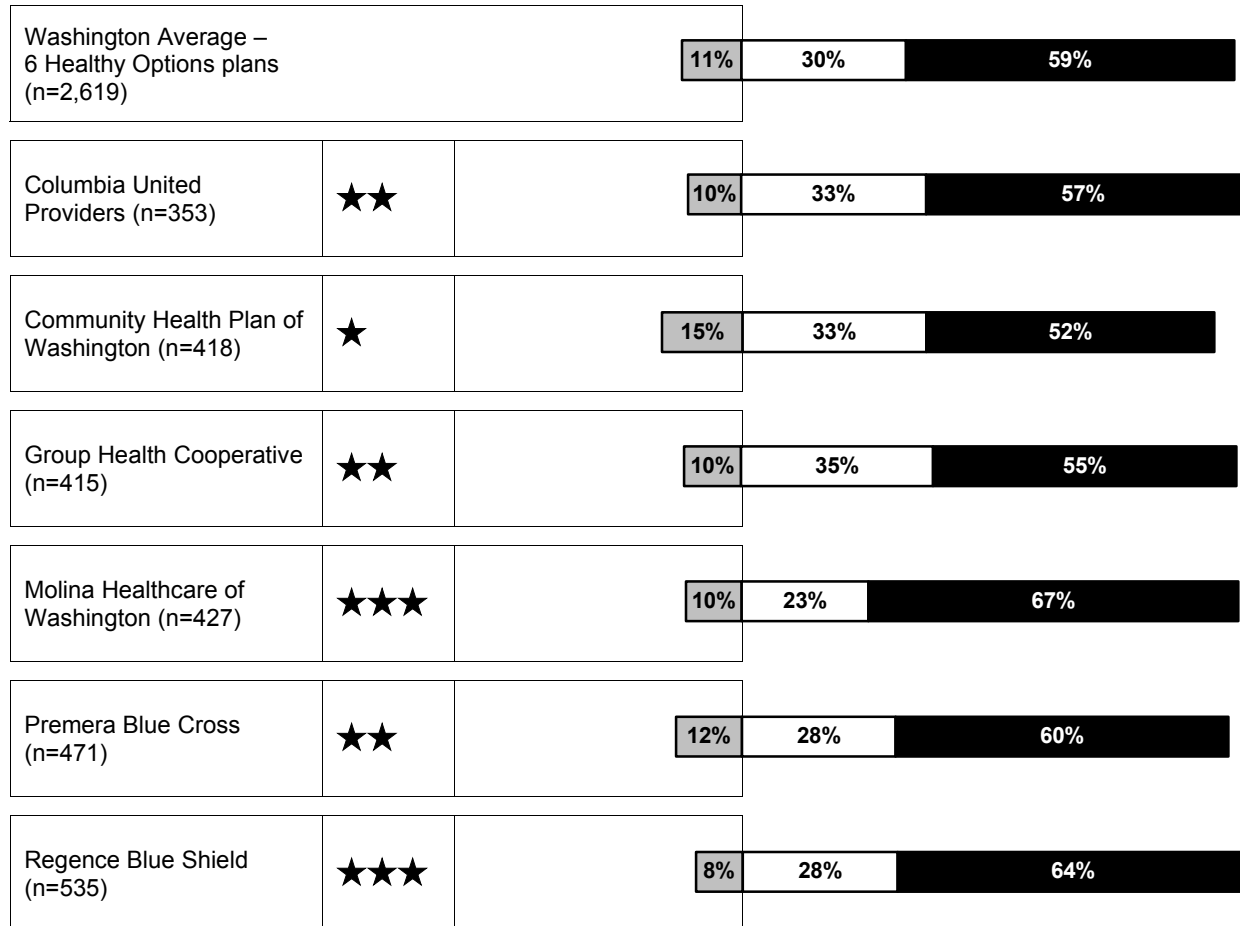 Washington Average –
6 Healthy Options plans
(n=2,619)
11% 30% 59%
Columbia United
Providers (n=353)
★★
10% 33% 57%
Community Health Plan of
Washington (n=418)
★
15% 33% 52%
Group Health Cooperative
(n=415)
★★
10% 35% 55%
Molina Healthcare of
Washington (n=427)
★★★
10% 23% 67%
Premera Blue Cross
(n=471)
★★
12% 28% 60%
Regence Blue Shield
(n=535)
★★★
8% 28% 64%